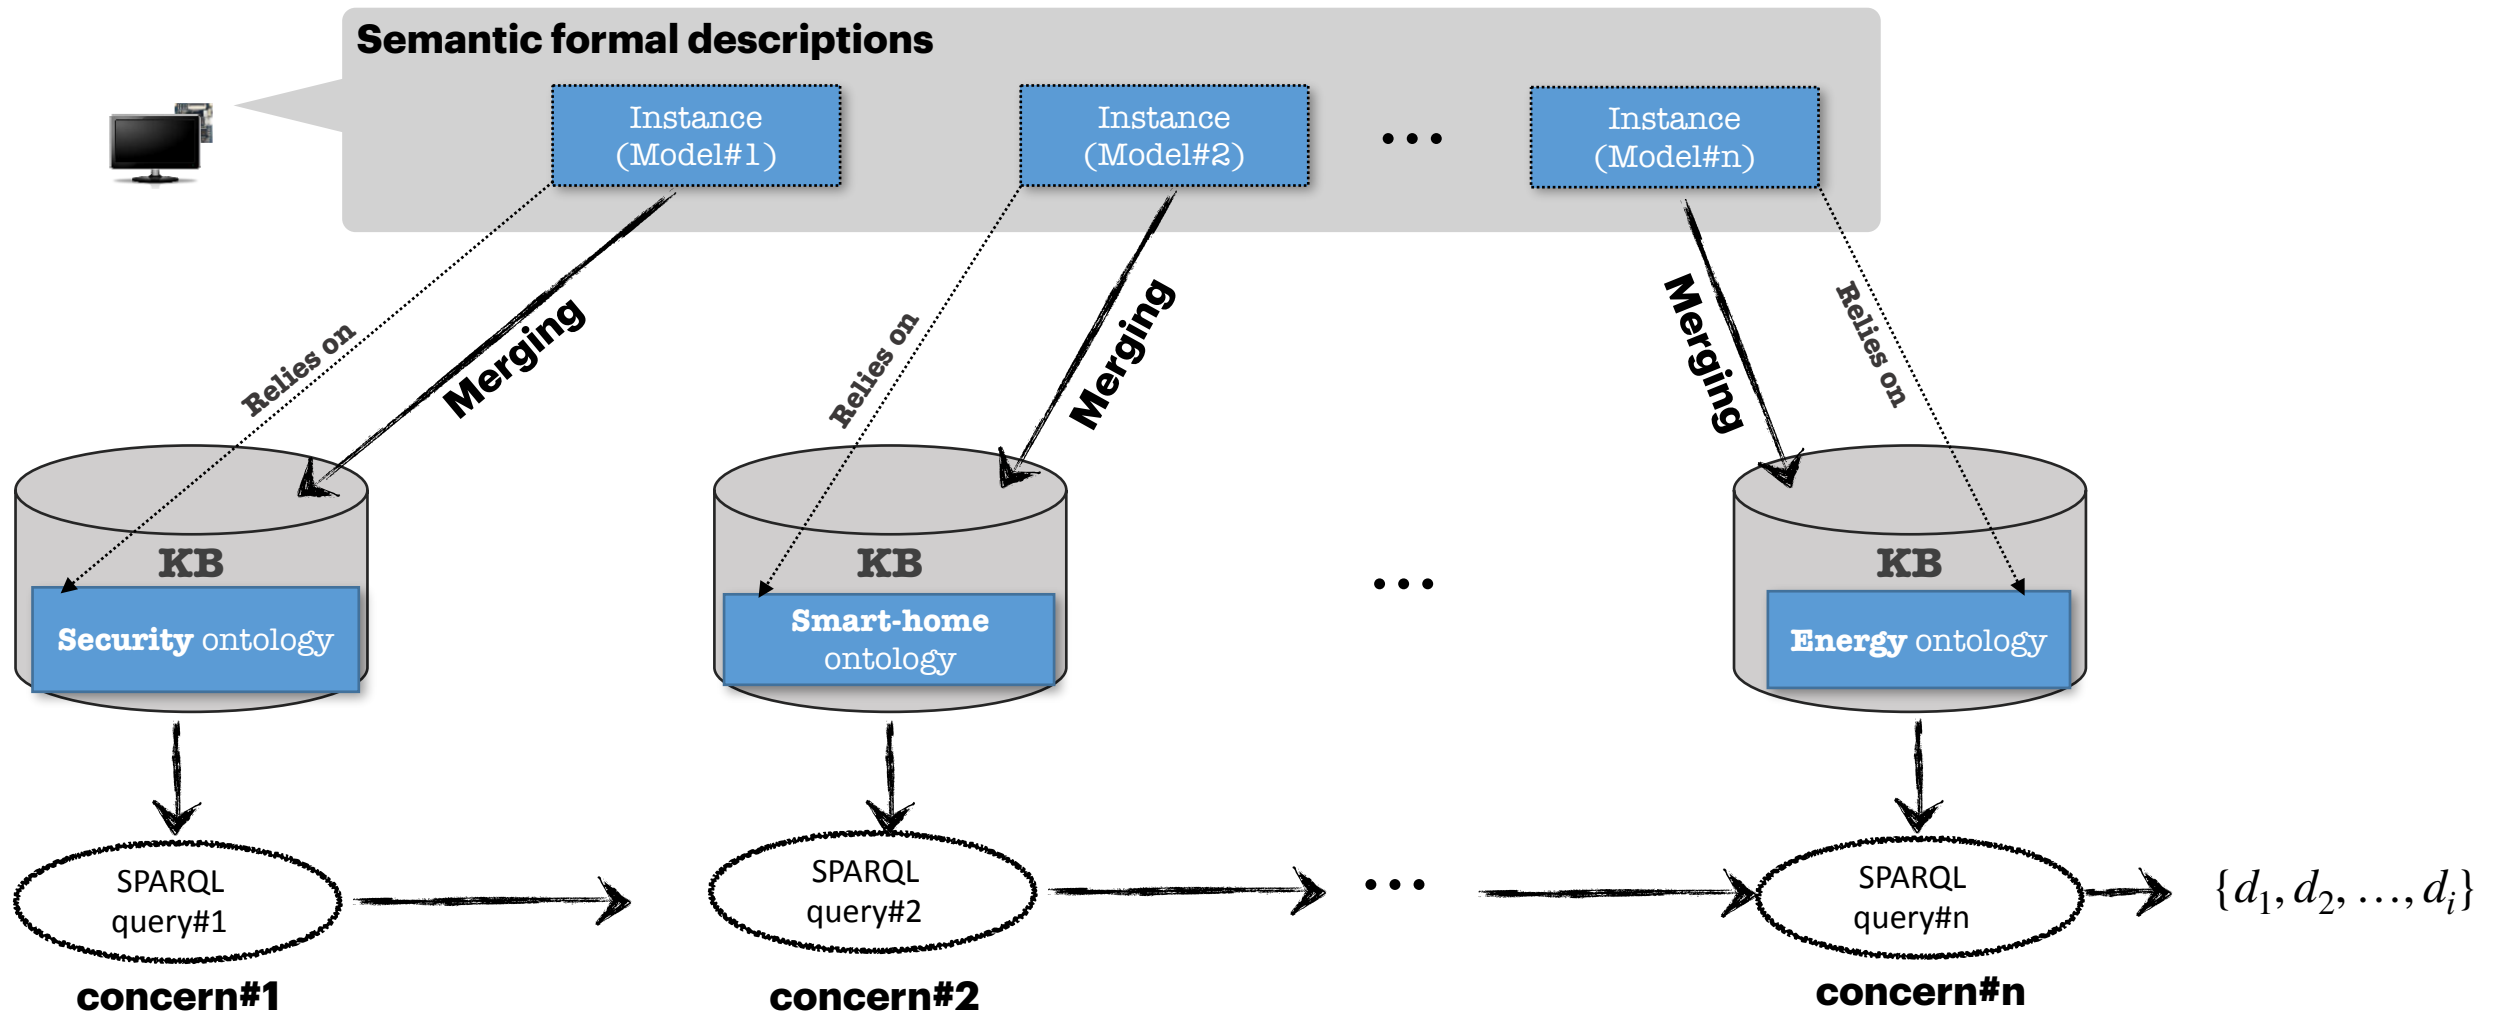 Semantic formal descriptions
Instance
(Model#1)
Instance
(Model#2)
...
Instance
(Model#n)
Relies on
Merging
Relies on
Merging
Merging
Relies on
KB
Security ontology
KB
Smart-home
ontology
...
KB
Energy ontology
SPARQL
query#1
SPARQL
query#2
...
SPARQL
query#n
{d₁, d₂, …, dᵢ}
concern#1
concern#2
concern#n